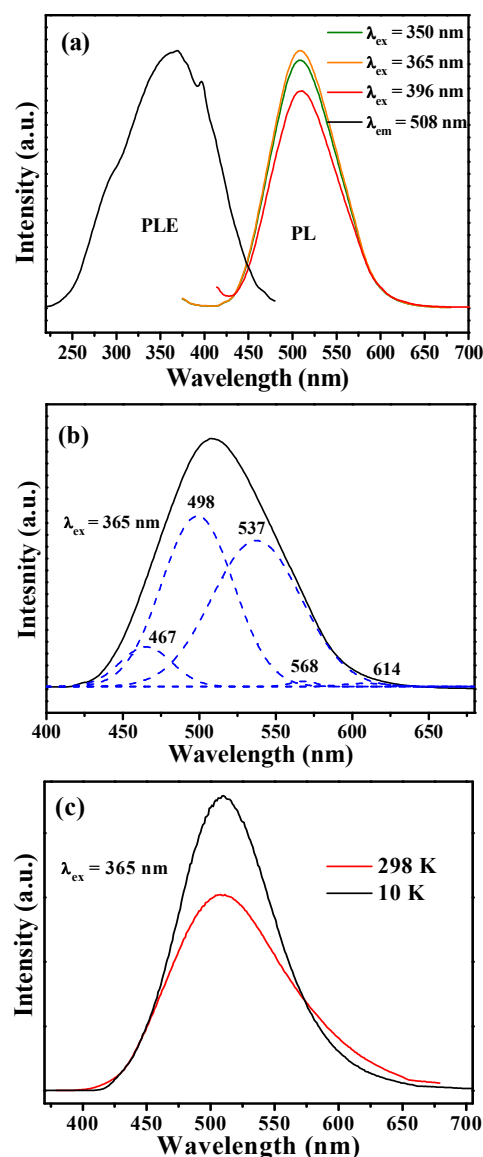 (a)
λex = 350 nm
λex = 365 nm
λex = 396 nm
λem = 508 nm
PLE
PL
Intensity (a.u.)
250 300 350 400 450 500 550 600 650 700
Wavelength (nm)
(b)
λex = 365 nm
498
537
467
568
614
Intesnity (a.u.)
400 450 500 550 600 650
Wavelength (nm)
(c)
λex = 365 nm
298 K
10 K
Intensity (a.u.)
400 450 500 550 600 650 700
Wavelength (nm)